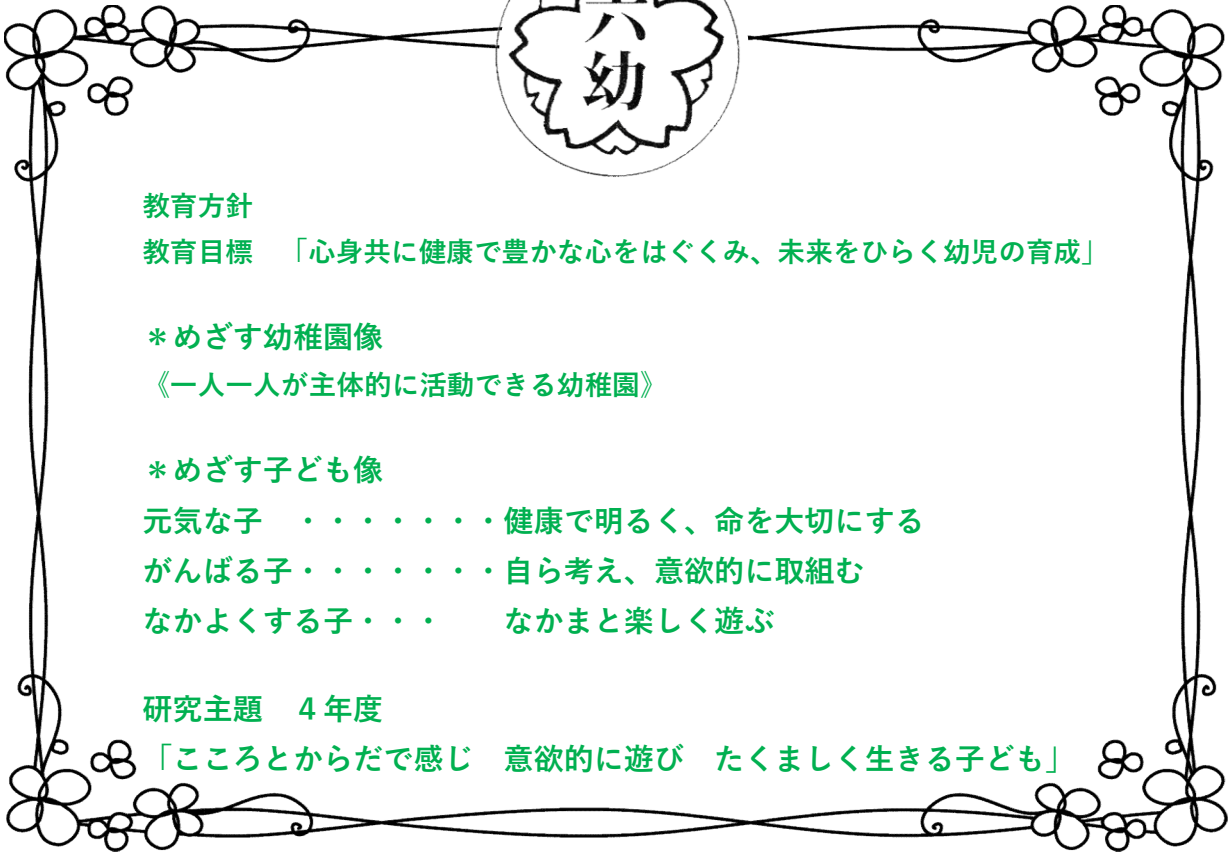 六
幼
教育方針
教育目標　「心身共に健康で豊かな心をはぐくみ、未来をひらく幼児の育成」
＊めざす幼稚園像
《一人一人が主体的に活動できる幼稚園》
＊めざす子ども像
元気な子　・・・・・・・健康で明るく、命を大切にする
がんばる子・・・・・・・自ら考え、意欲的に取組む
なかよくする子・・・　　なかまと楽しく遊ぶ
研究主題　４年度
「こころとからだで感じ　意欲的に遊び　たくましく生きる子ども」